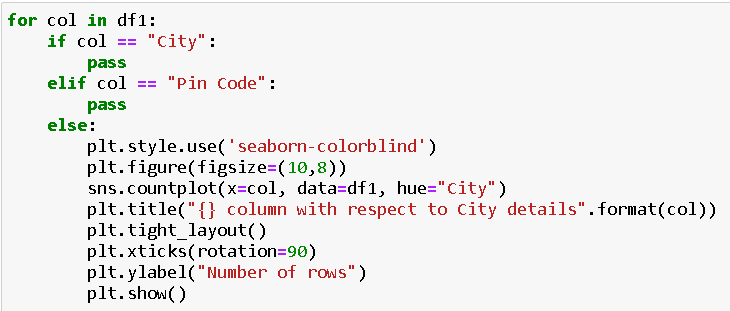 for col in df1:
    if col == "City":
        pass
    elif col == "Pin Code":
        pass
    else:
        plt.style.use('seaborn-colorblind')
        plt.figure(figsize=(10,8))
        sns.countplot(x=col, data=df1, hue="City")
        plt.title("{} column with respect to City details".format(col))
        plt.tight_layout()
        plt.xticks(rotation=90)
        plt.ylabel("Number of rows")
        plt.show()